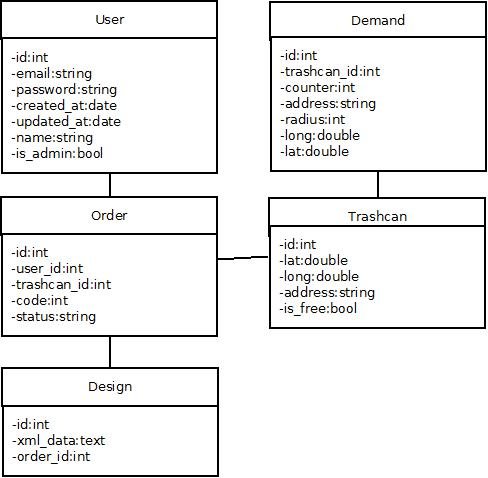 User
-id:int
-email:string
-password:string
-created_at:date
-updated_at:date
-name:string
-is_admin:bool
Demand
-id:int
-trashcan_id:int
-counter:int
-address:string
-radius:int
-long:double
-lat:double
Order
-id:int
-user_id:int
-trashcan_id:int
-code:int
-status:string
Trashcan
-id:int
-lat:double
-long:double
-address:string
-is_free:bool
Design
-id:int
-xml_data:text
-order_id:int